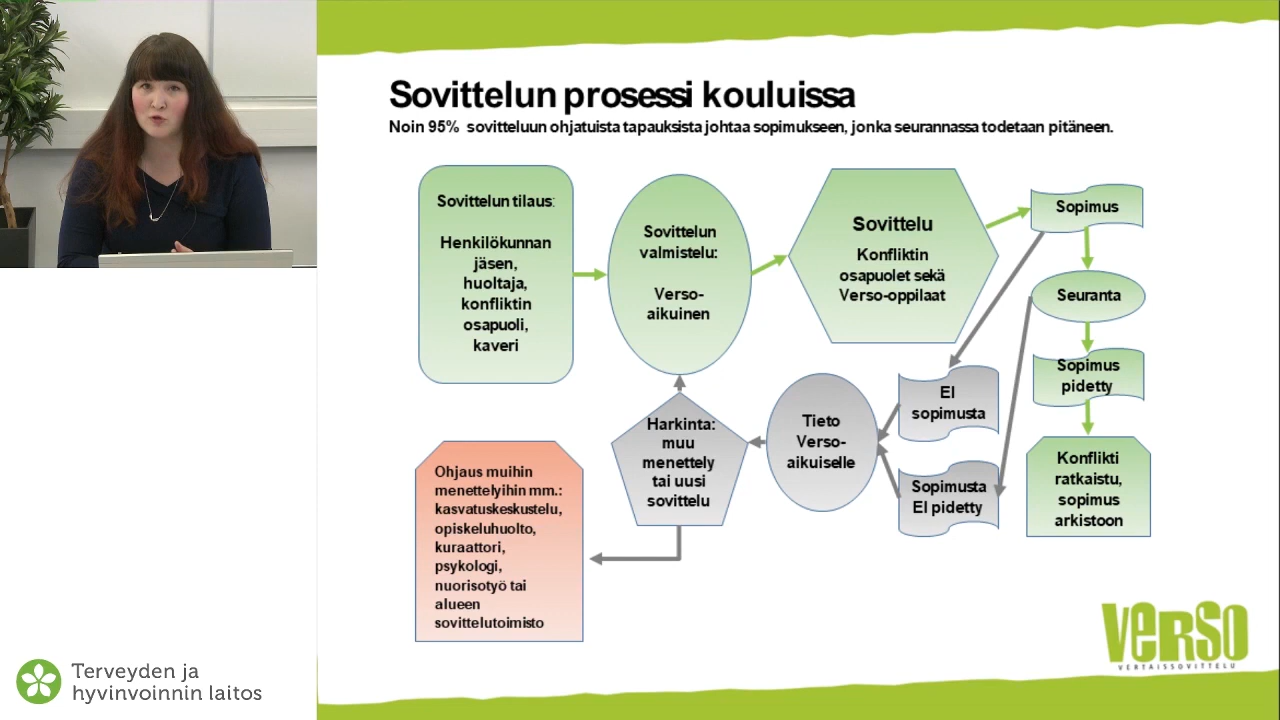 Sovittelun prosessi kouluissa
Noin 95% sovitteluun ohjatuista tapauksista johtaa sopimukseen, jonka seurannassa todetaan pitäneen.
Sovittelun tilaus:
Henkilökunnan
jäsen,
huoltaja,
konfliktin
osapuoli,
kaveri
Sovittelun
valmistelu:
Verso-
aikuinen
Sovittelu
Konfliktin
osapuolet sekä
Verso-oppilaat
Sopimus
Seuranta
Sopimus
pidetty
Konflikti
ratkaistu,
sopimus
arkistoon
EI
sopimusta
Sopimusta
EI pidetty
Tieto
Verso-
aikuiselle
Harkinta:
muu
menettely
tai uusi
sovittelu
Ohjaus muihin
menettelyihin mm.:
kasvatuskeskustelu,
opiskeluhuolto,
kuraattori,
psykologi,
nuorisotyö tai
alueen
sovittelutoimisto
VERSO
VERTAISSOVITTELU
Terveyden ja
hyvinvoinnin laitos